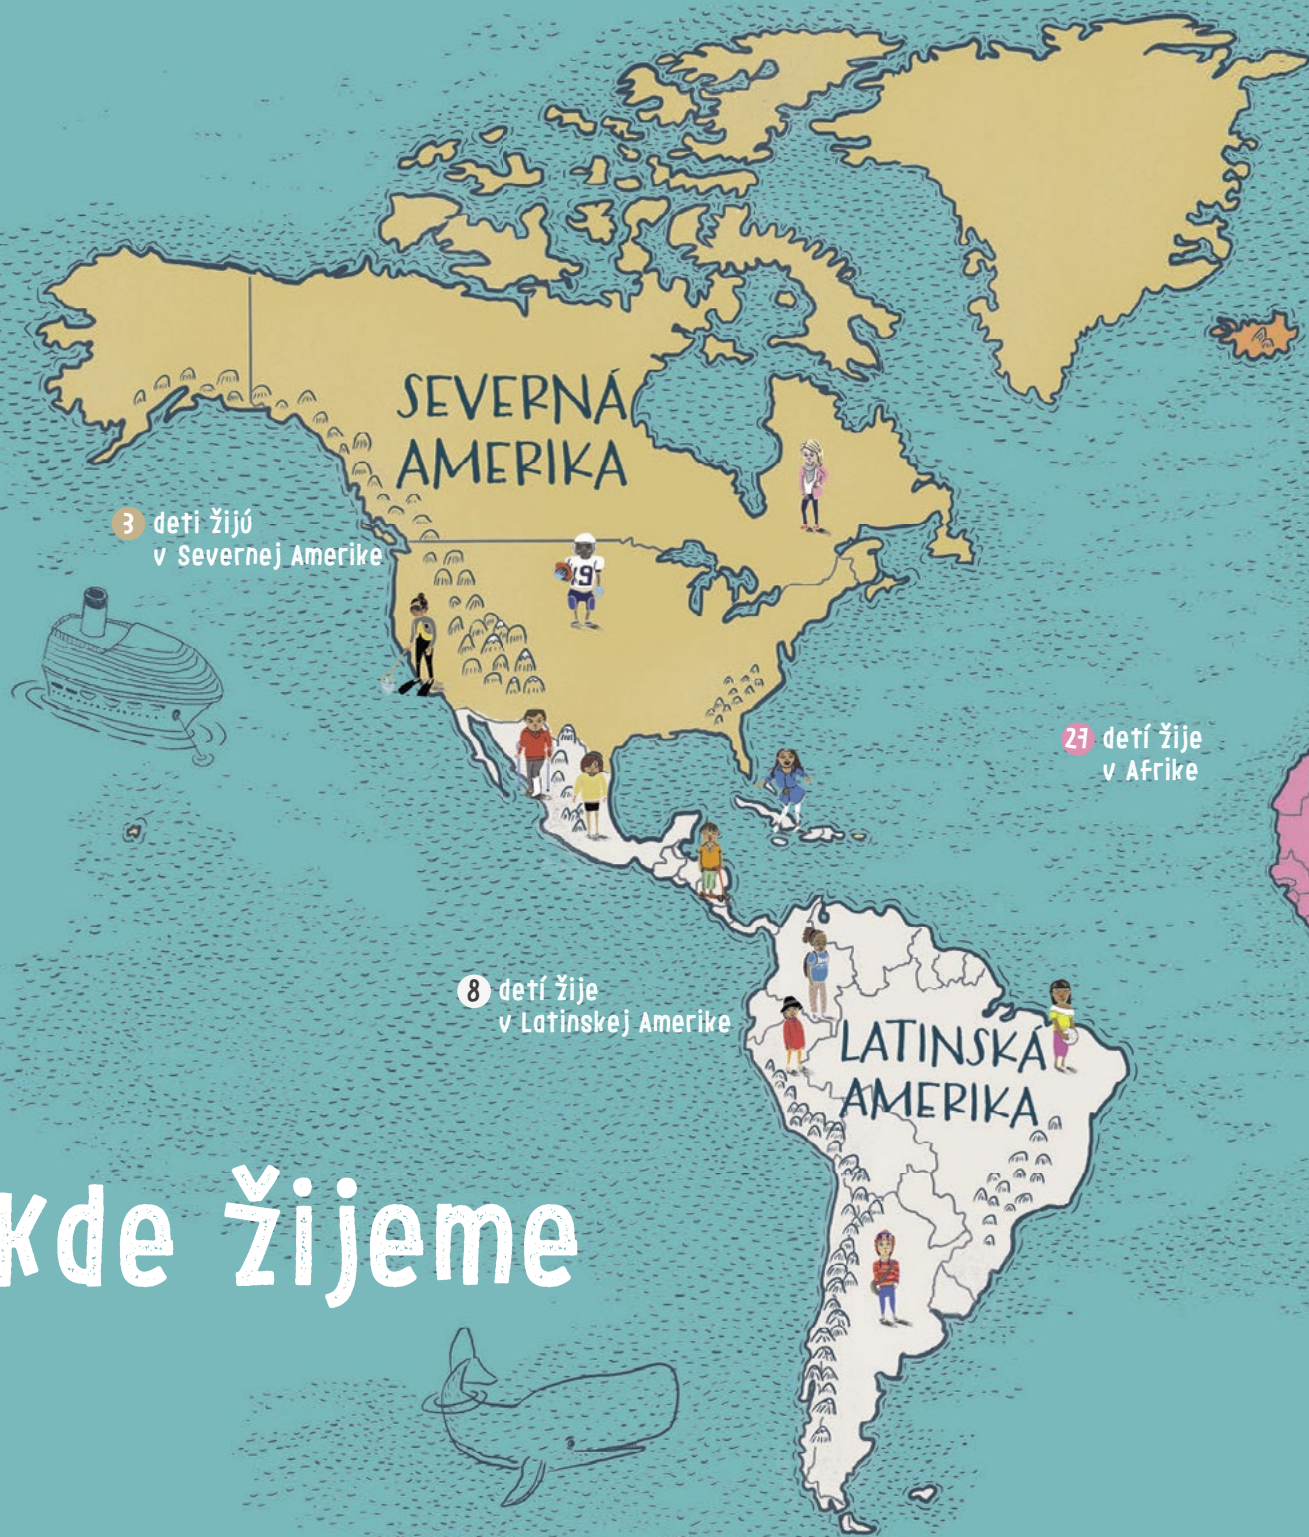 SEVERNÁ
AMERIKA
3 deti žijú
v Severnej Amerike
19
27 detí žije
v Afrike
8 detí žije
v Latinskej Amerike
LATINSKÁ
AMERIKA
Kde žijeme